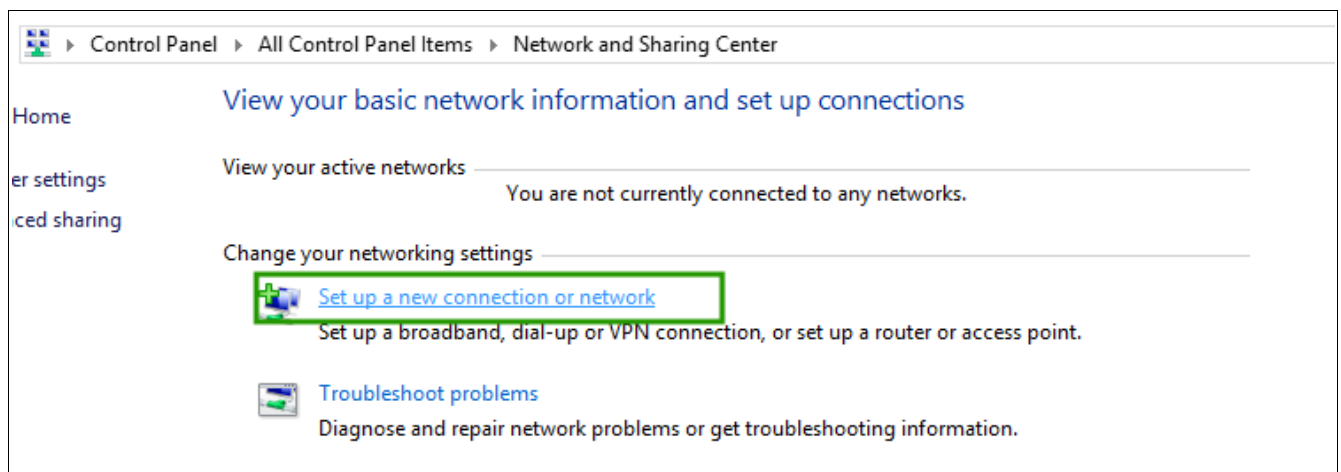 Control Panel All Control Panel Items Network and Sharing Center
Home
er settings
ced sharing
View your basic network information and set up connections
View your active networks
You are not currently connected to any networks.
Change your networking settings
Set up a new connection or network
Set up a broadband, dial-up or VPN connection, or set up a router or access point.
Troubleshoot problems
Diagnose and repair network problems or get troubleshooting information.